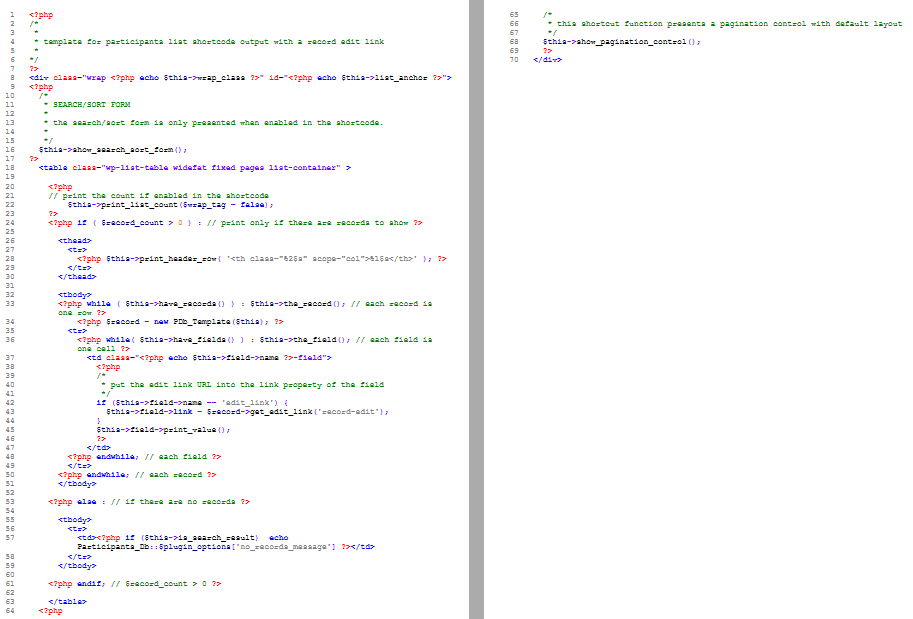 1 <?php
2 /*
3 *
4 * template for participants list shortcode output with a record edit link
5 *
6 */
7 ?>
8 <div class="wrap <?php echo $this->wrap_class ?>" id="<?php echo $this->list_anchor ?>">
9 <?php
10 /*
11 * SEARCH/SORT FORM
12 *
13 * the search/sort form is only presented when enabled in the shortcode.
14 *
15 */
16 $this->show_search_sort_form();
17 ?>
18 <table class="wp-list-table widefat fixed pages list-container" >
19
20 <?php
21 // print the count if enabled in the shortcode
22 $this->print_list_count($wrap_tag = false);
23 ?>
24 <?php if ( $record_count > 0 ) : // print only if there are records to show ?>
25
26 <thead>
27 <tr>
28 <?php $this->print_header_row( '<th class="%2$s" scope="col">%1$s</th>' ); ?>
29 </tr>
30 </thead>
31
32 <tbody>
33 <?php while ( $this->have_records() ) : $this->the_record(); // each record is
one row ?>
34 <?php $record = new PDb_Template($this); ?>
35 <tr>
36 <?php while( $this->have_fields() ) : $this->the_field(); // each field is
one cell ?>
37 <td class="<?php echo $this->field->name ?>-field">
38 <?php
39 /*
40 * put the edit link URL into the link property of the field
41 */
42 if ($this->field->name == 'edit_link') {
43 $this->field->link = $record->get_edit_link('record-edit');
44 }
45 $this->field->print_value();
46 ?>
47 </td>
48 <?php endwhile; // each field ?>
49 </tr>
50 <?php endwhile; // each record ?>
51 </tbody>
52
53 <?php else : // if there are no records ?>
54
55 <tbody>
56 <tr>
57 <td><?php if ($this->is_search_result) echo
Participants_Db::$plugin_options['no_records_message'] ?></td>
58 </tr>
59 </tbody>
60
61 <?php endif; // $record_count > 0 ?>
62
63 </table>
64 <?php
65 /*
66 * this shortcut function presents a pagination control with default layout
67 */
68 $this->show_pagination_control();
69 ?>
70 </div>